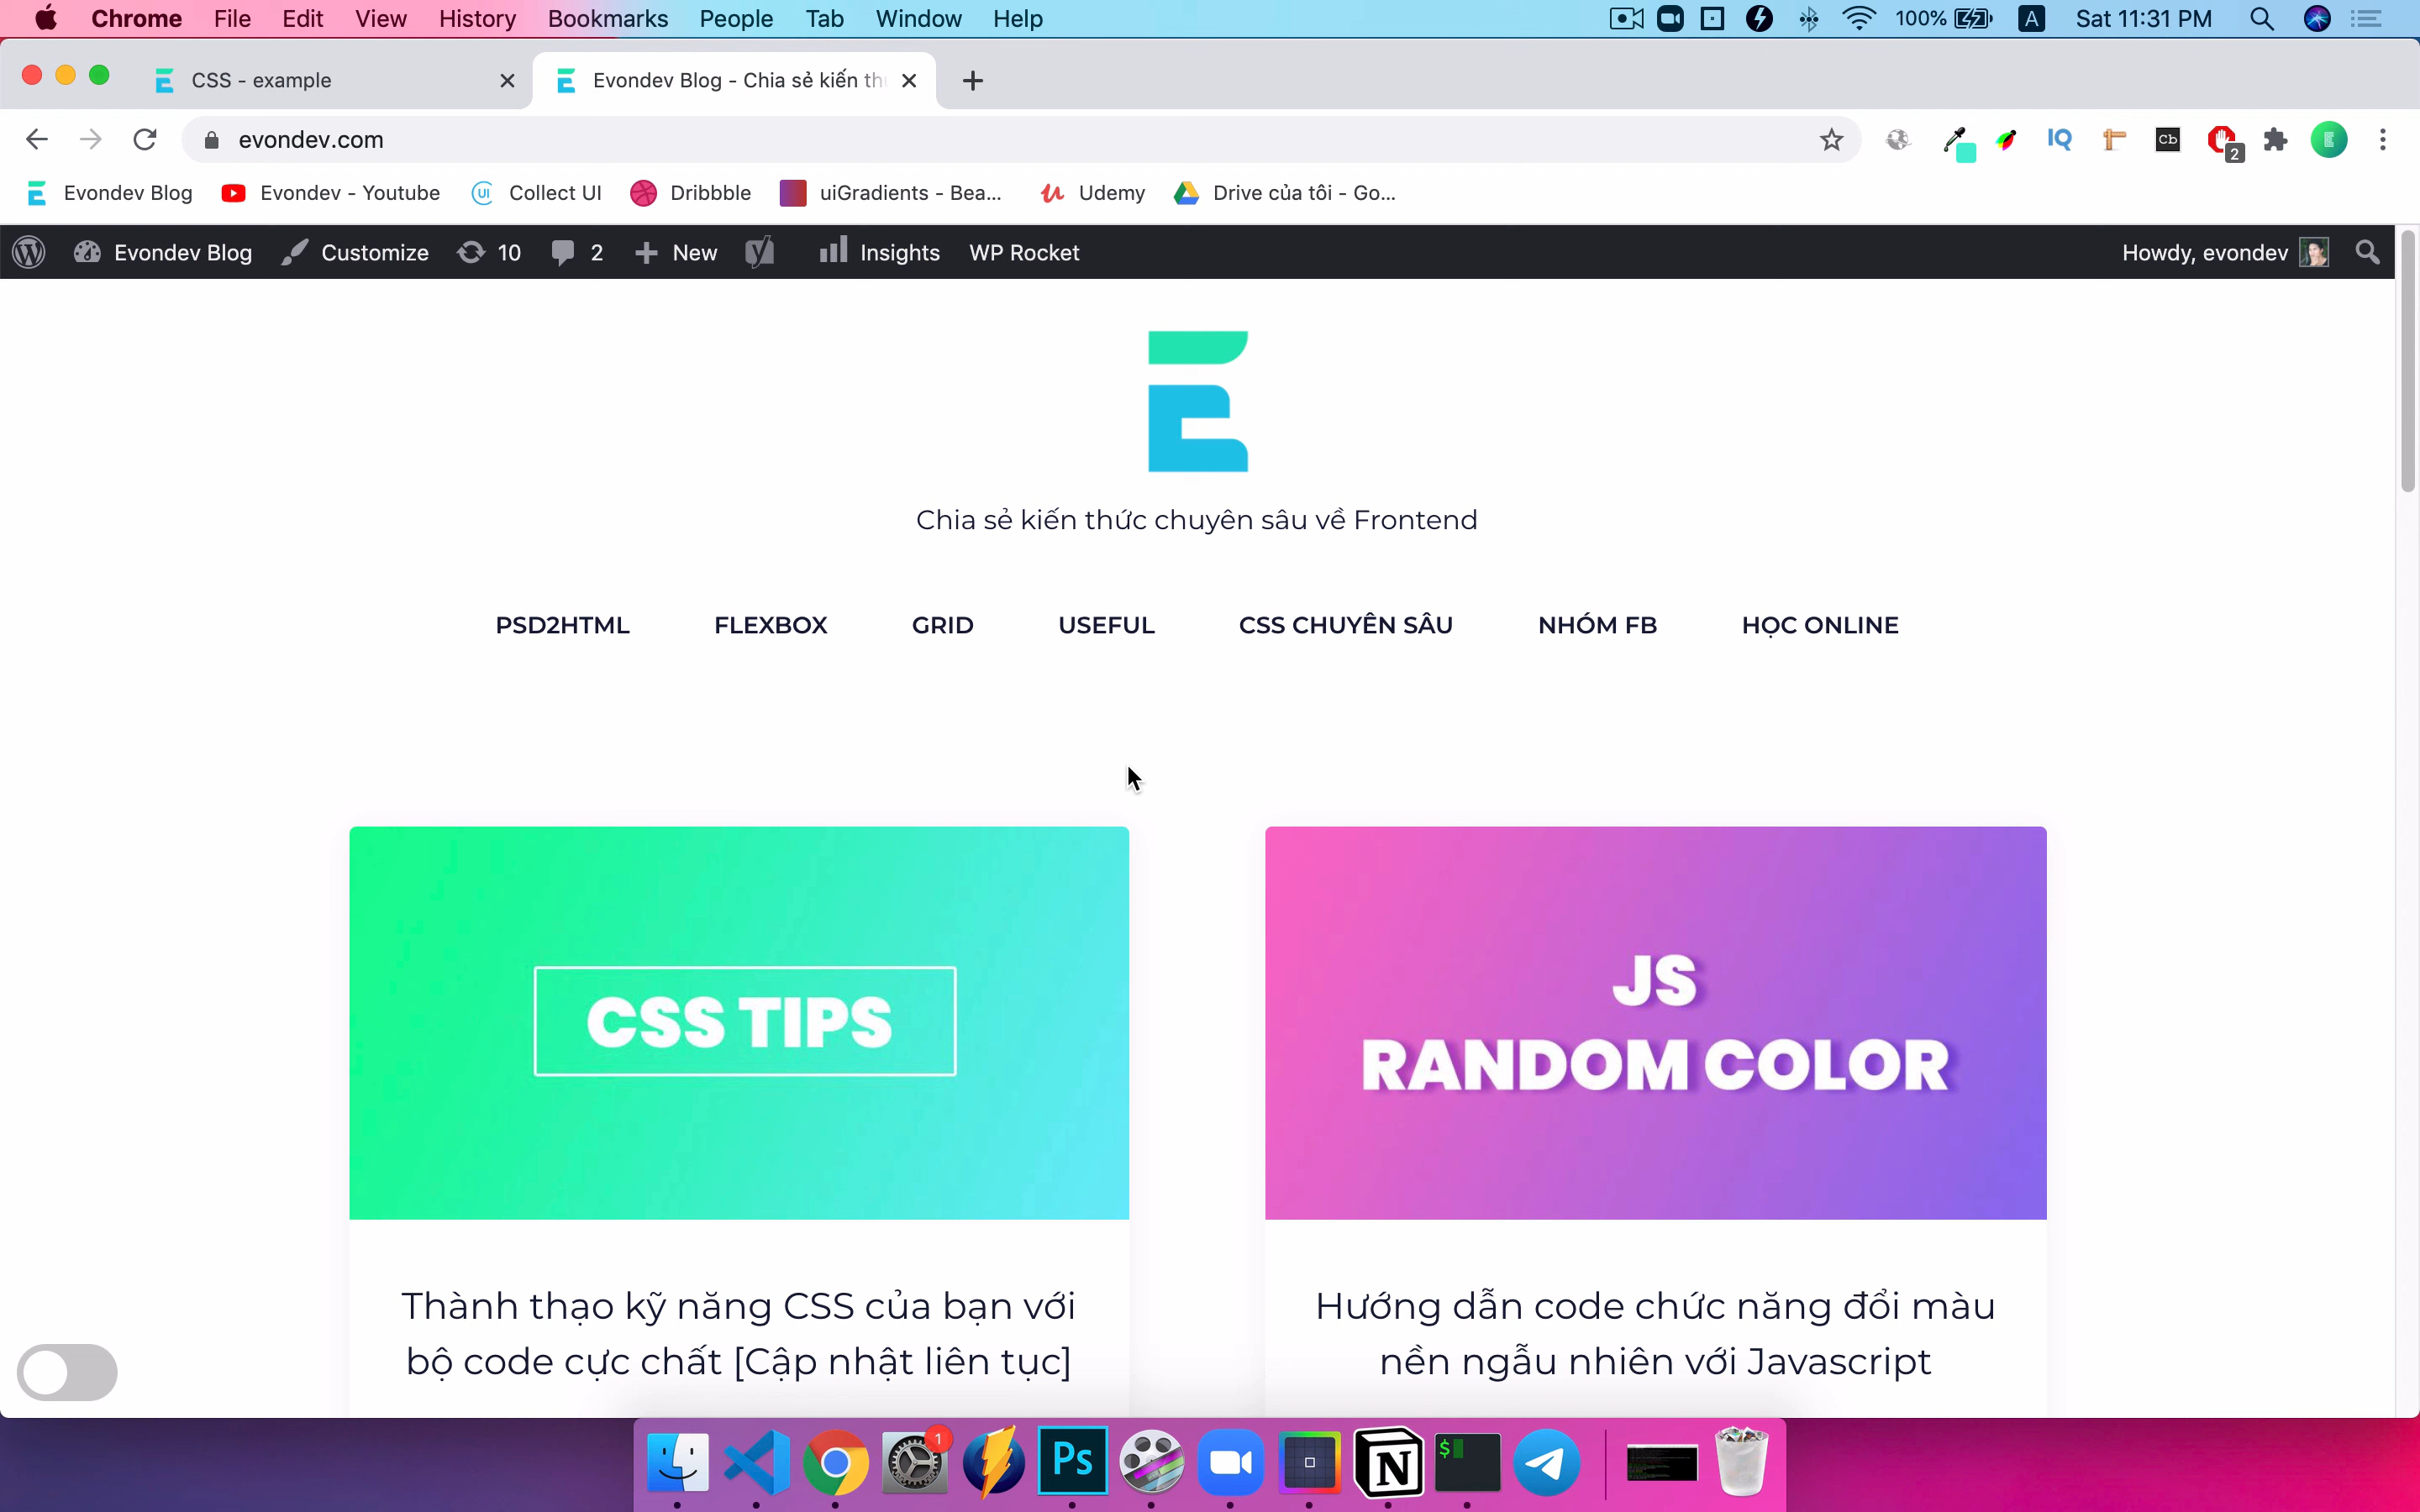 Chrome File Edit View History Bookmarks People Tab Window Help 100% A Sat 11:31 PM
CSS - example Evondev Blog - Chia sẻ kiến
evondev.com IQ Cb 2 E
Evondev Blog Evondev - Youtube UI Collect UI Dribbble uiGradients - Bea... Udemy Drive của tôi - Go...
Evondev Blog Customize 10 2 New Insights WP Rocket Howdy, evondev
Chia sẻ kiến thức chuyên sâu về Frontend
PSD2HTML FLEXBOX GRID USEFUL CSS CHUYÊN SÂU NHÓM FB HỌC ONLINE
CSS TIPS
JS
RANDOM COLOR
Thành thạo kỹ năng CSS của bạn với
bộ code cực chất [Cập nhật liên tục]
Hướng dẫn code chức năng đổi màu
nền ngẫu nhiên với Javascript
1 Ps N $